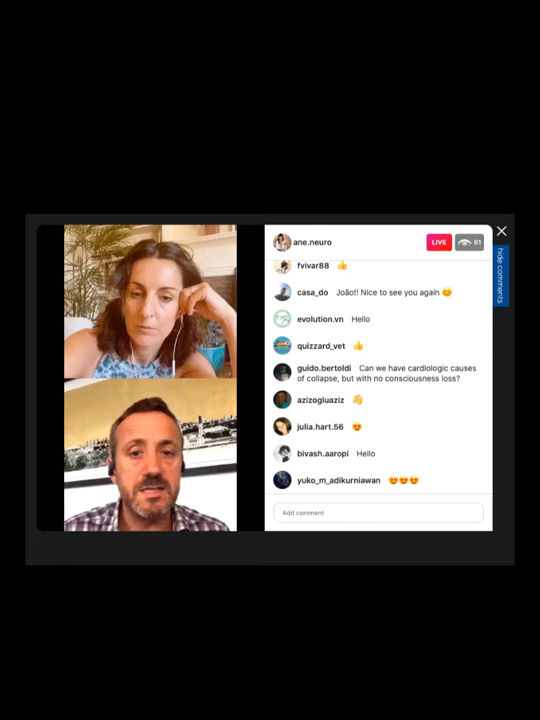 ane.neuro
LIVE
61
hide comments
fvivar88 👍
casa_do João!! Nice to see you again 😊
evolution.vn Hello
quizzard_vet 👍
guido.bertoldi Can we have cardiologic causes
of collapse, but with no consciousness loss?
azizogluaziz 👋
julia.hart.56 😍
bivash.aaropi Hello
yuko_m_adikurniawan 😍😍😍
Add comment